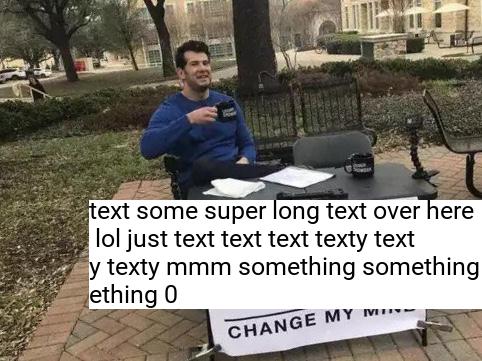 text some super long text over here
lol just text text text texty text
y texty mmm something something
ething 0
CHANGE MY MIND